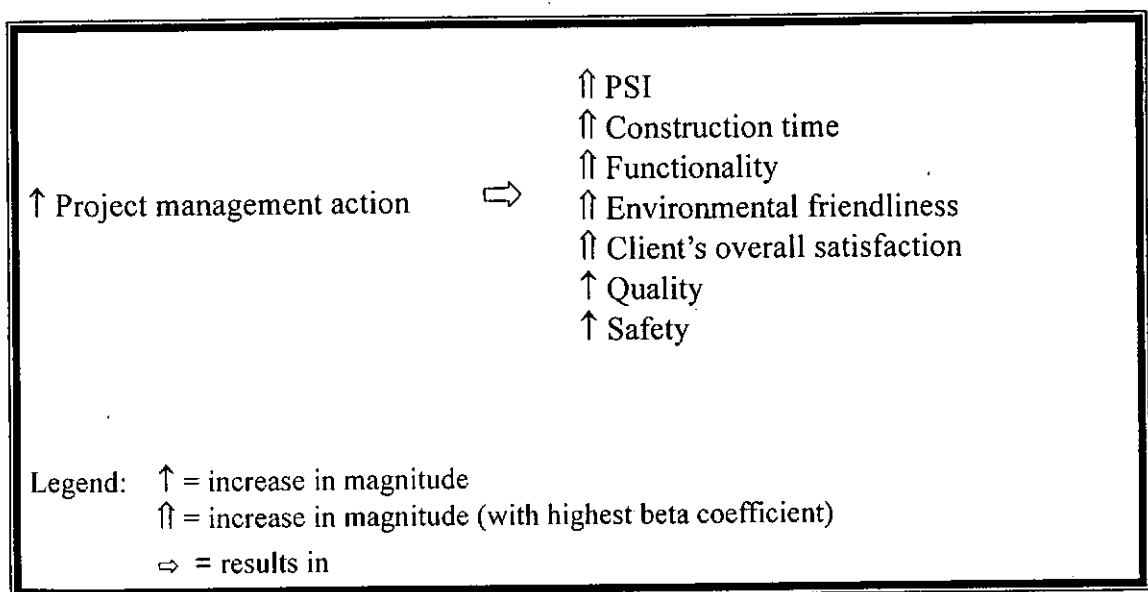 ⇑ PSI
⇑ Construction time
⇑ Functionality
↑ Project management action ⇨ ⇑ Environmental friendliness
⇑ Client's overall satisfaction
↑ Quality
↑ Safety
Legend: ↑ = increase in magnitude
⇑ = increase in magnitude (with highest beta coefficient)
⇨ = results in